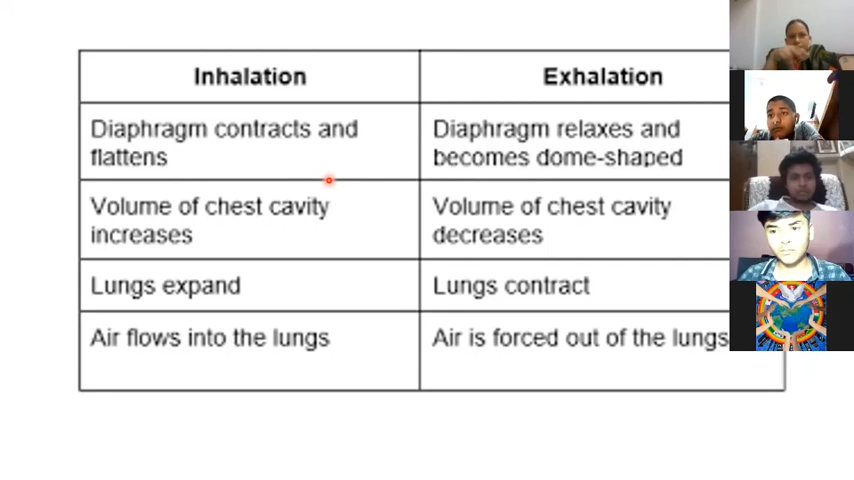 Inhalation
Exhalation
Diaphragm contracts and
flattens
Diaphragm relaxes and
becomes dome-shaped
Volume of chest cavity
increases
Volume of chest cavity
decreases
Lungs expand
Lungs contract
Air flows into the lungs
Air is forced out of the lungs